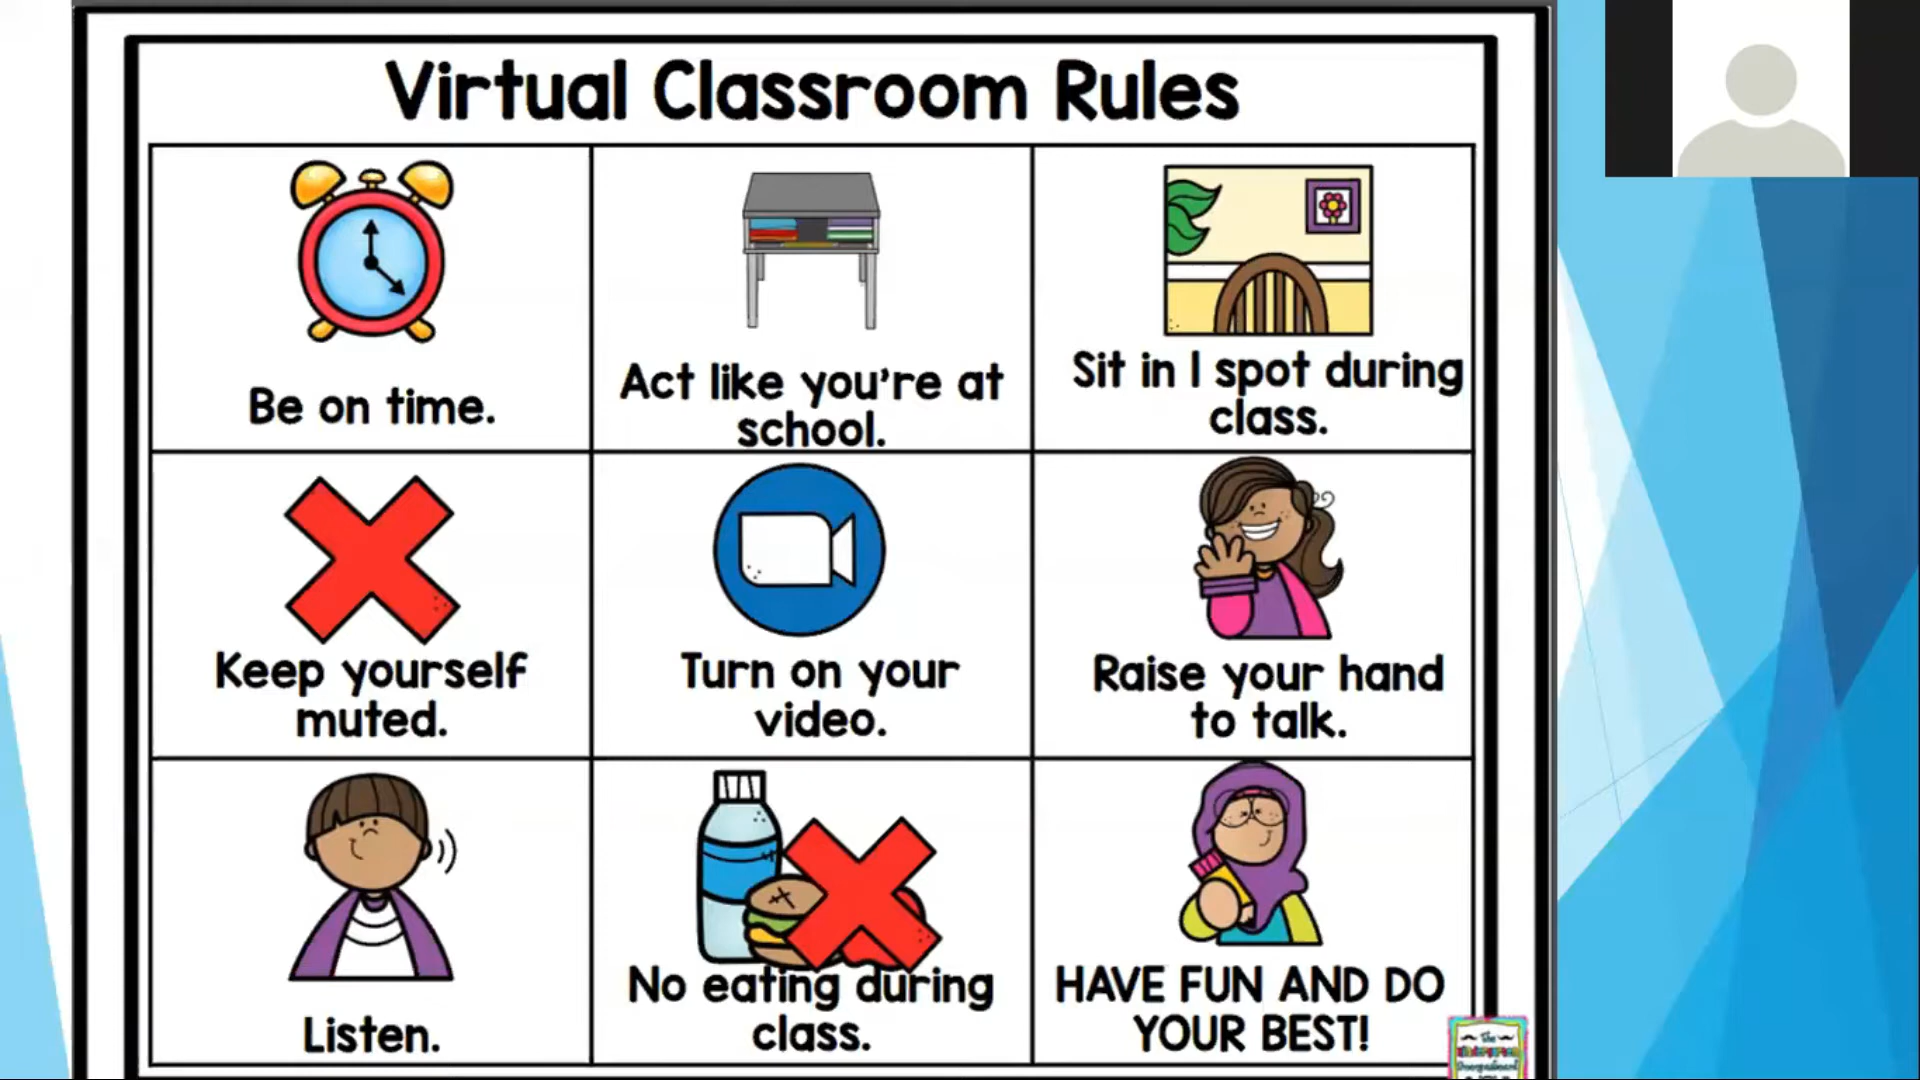 Virtual Classroom Rules
Be on time.
Act like you're at
school.
Sit in 1 spot during
class.
Keep yourself
muted.
Turn on your
video.
Raise your hand
to talk.
Listen.
No eating during
class.
HAVE FUN AND DO
YOUR BEST!
The